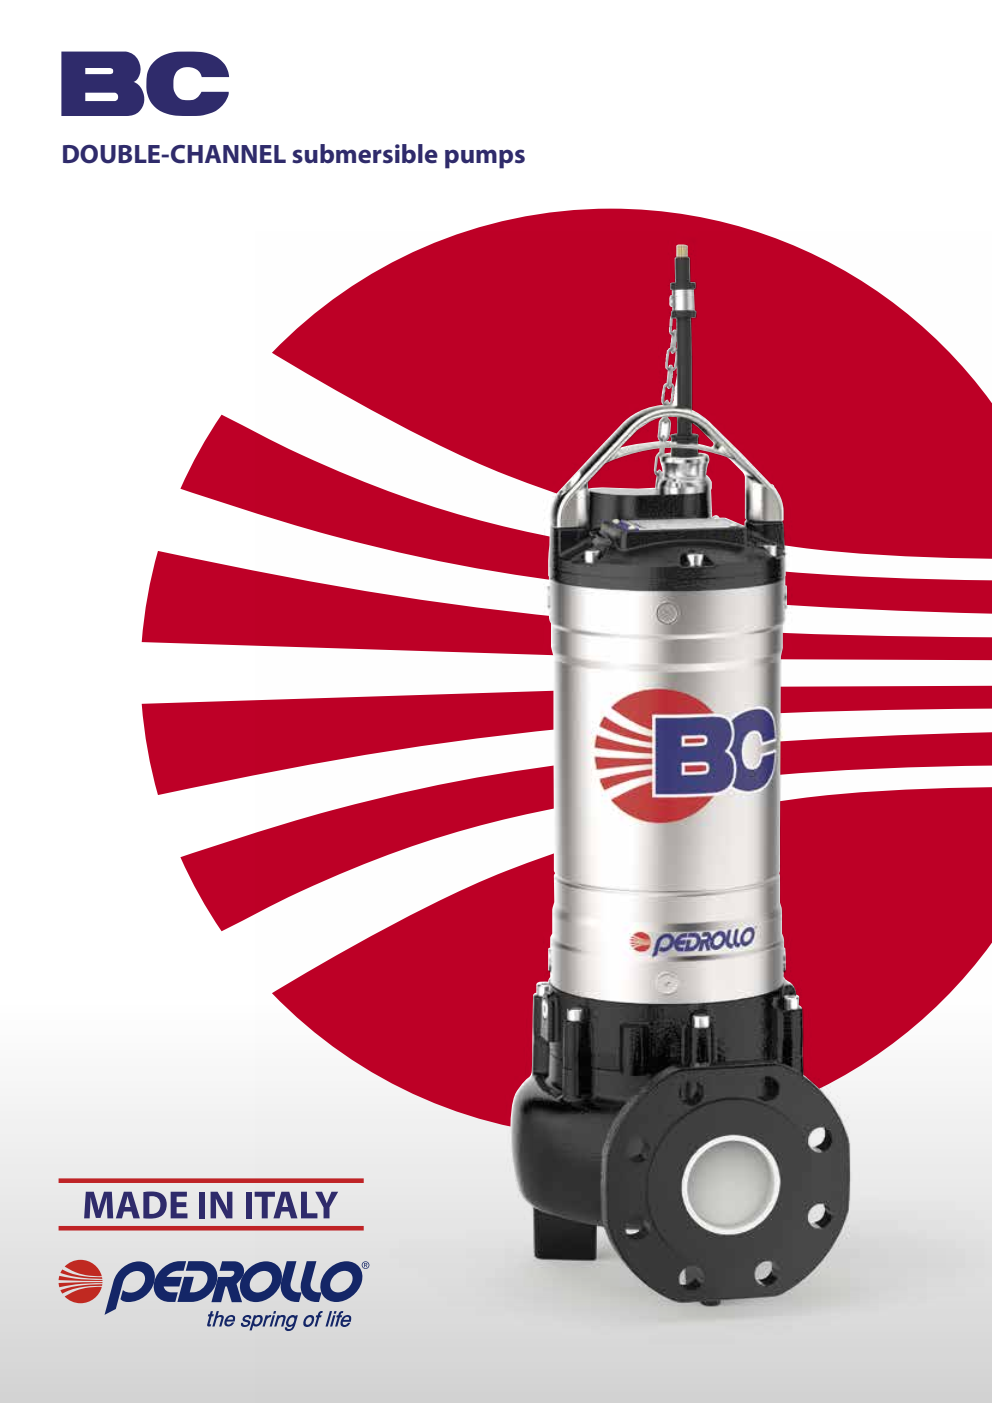 BC
DOUBLE-CHANNEL submersible pumps
BC
PEDROLLO
MADE IN ITALY
PEDROLLO®
the spring of life